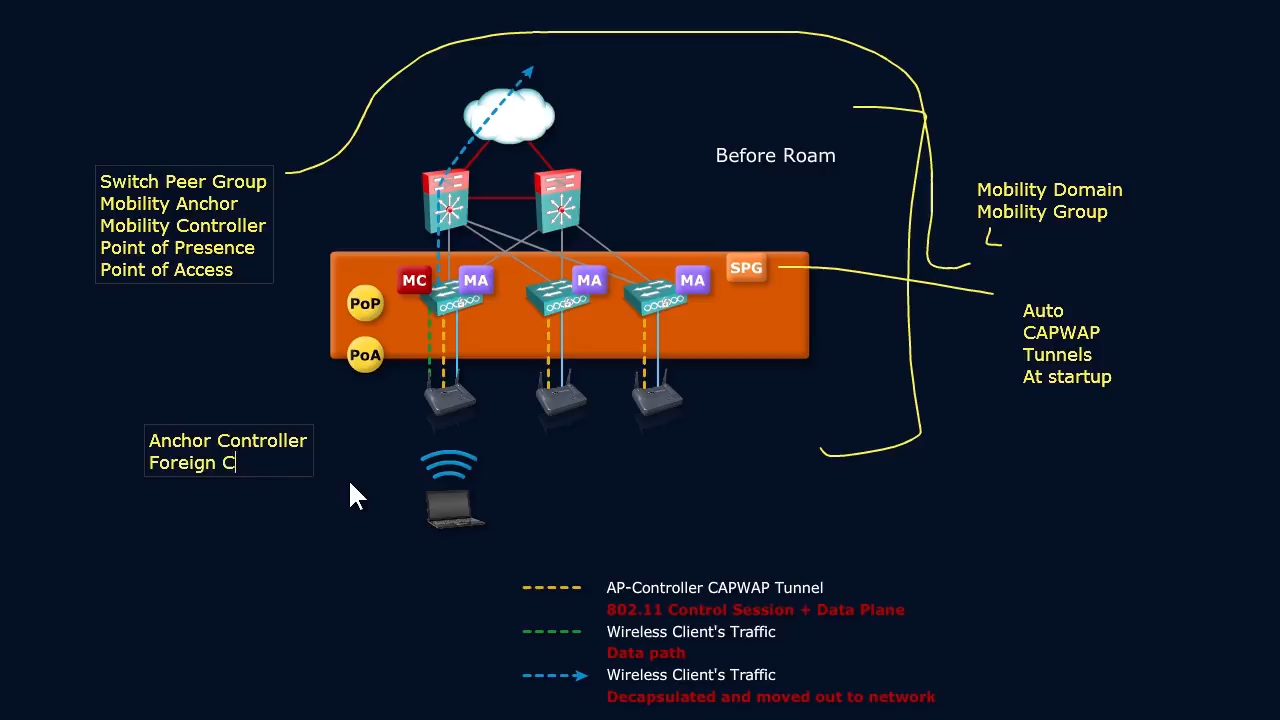 Before Roam
Switch Peer Group
Mobility Anchor
Mobility Controller
Point of Presence
Point of Access
Mobility Domain
Mobility Group
MC
MA
MA
MA
SPG
PoP
PoA
Auto
CAPWAP
Tunnels
At startup
Anchor Controller
Foreign C
AP-Controller CAPWAP Tunnel
802.11 Control Session + Data Plane
Wireless Client's Traffic
Data path
Wireless Client's Traffic
Decapsulated and moved out to network